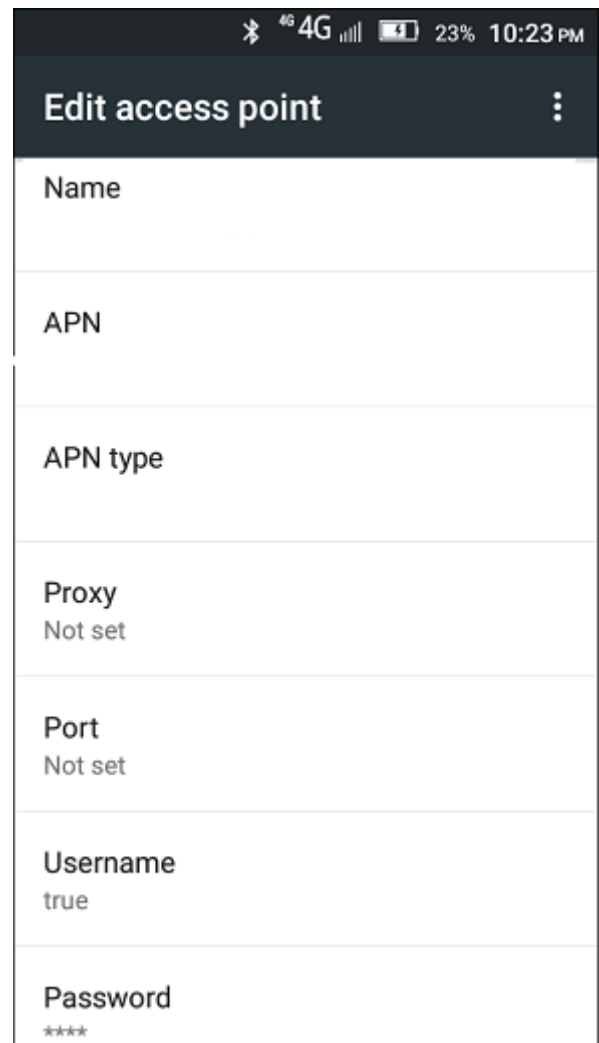 4G 4G 23% 10:23 PM
Edit access point
Name
APN
APN type
Proxy
Not set
Port
Not set
Username
true
Password
****